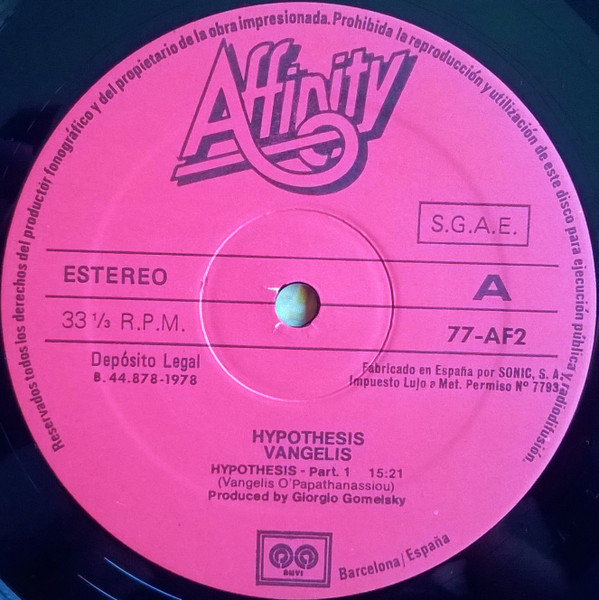 Reservados todos los derechos del productor fonográfico y del propietario de la obra impresionada. Prohibida la reproducción y utilización de este disco para ejecución pública y radiodifusión.
Affinity
S.G.A.E.
ESTEREO
A
33 1/3 R.P.M.
77-AF2
Depósito Legal
B. 44.878-1978
Fabricado en España por SONIC, S. A.
Impuesto Lujo a Met. Permiso Nº 7793
HYPOTHESIS
VANGELIS
HYPOTHESIS - Part. 1 15:21
(Vangelis O'Papathanassiou)
Produced by Giorgio Gomelsky
Barcelona/España